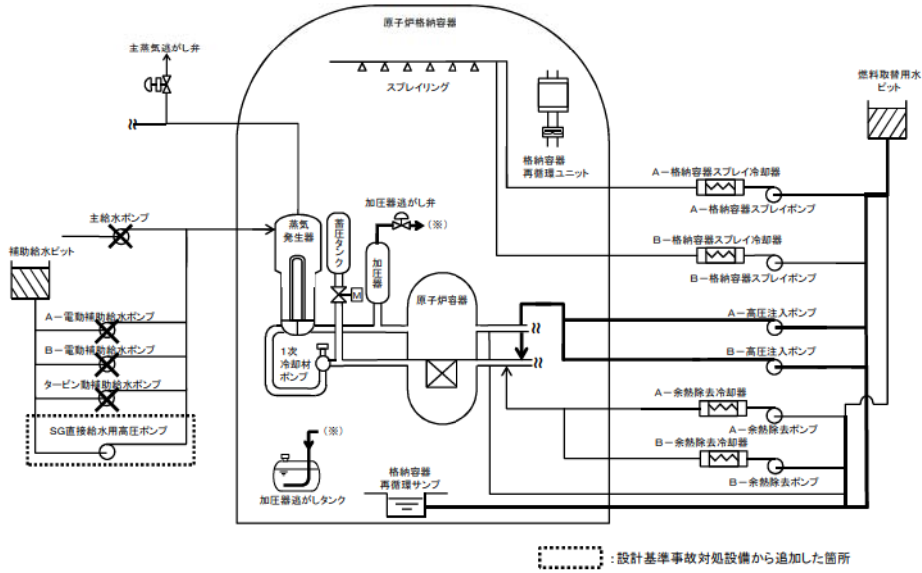 原子炉格納容器
主蒸気逃がし弁
スプレイリング
燃料取替用水
ピット
格納容器
再循環ユニット
A－格納容器スプレイ冷却器
A－格納容器スプレイポンプ
加圧器逃がし弁
(※)
主給水ポンプ
蒸気
発生器
蓄圧タンク
加圧器
補助給水ピット
B－格納容器スプレイ冷却器
B－格納容器スプレイポンプ
原子炉容器
M
A－電動補助給水ポンプ
A－高圧注入ポンプ
B－電動補助給水ポンプ
1次
冷却材
ポンプ
B－高圧注入ポンプ
タービン動補助給水ポンプ
A－余熱除去冷却器
A－余熱除去ポンプ
SG直接給水用高圧ポンプ
(※)
B－余熱除去冷却器
B－余熱除去ポンプ
加圧器逃がしタンク
格納容器
再循環サンプ
：設計基準事故対処設備から追加した箇所